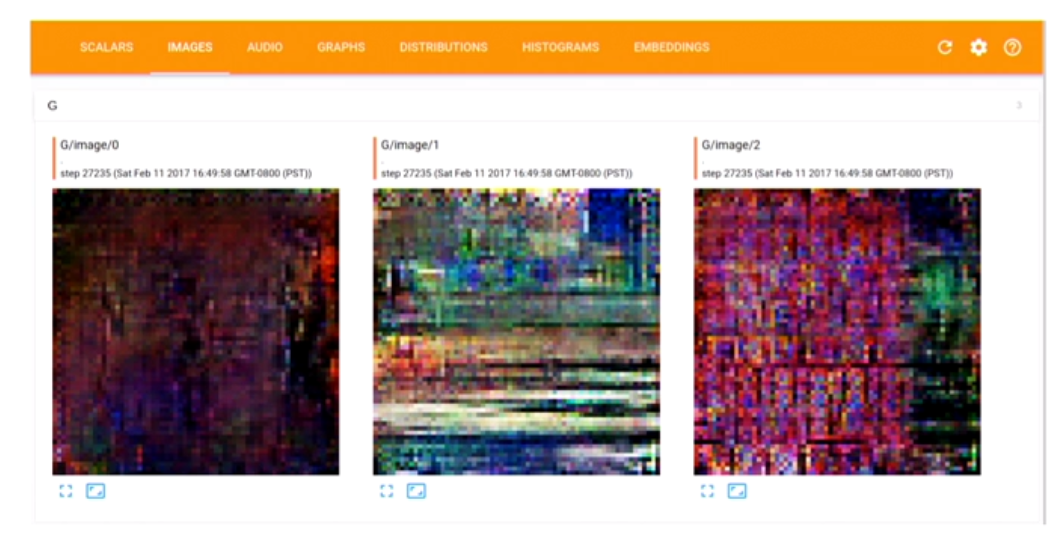 SCALARS IMAGES AUDIO GRAPHS DISTRIBUTIONS HISTOGRAMS EMBEDDINGS
G 3
G/image/0
.
step 27235 (Sat Feb 11 2017 16:49:58 GMT-0800 (PST))
G/image/1
.
step 27235 (Sat Feb 11 2017 16:49:58 GMT-0800 (PST))
G/image/2
.
step 27235 (Sat Feb 11 2017 16:49:58 GMT-0800 (PST))